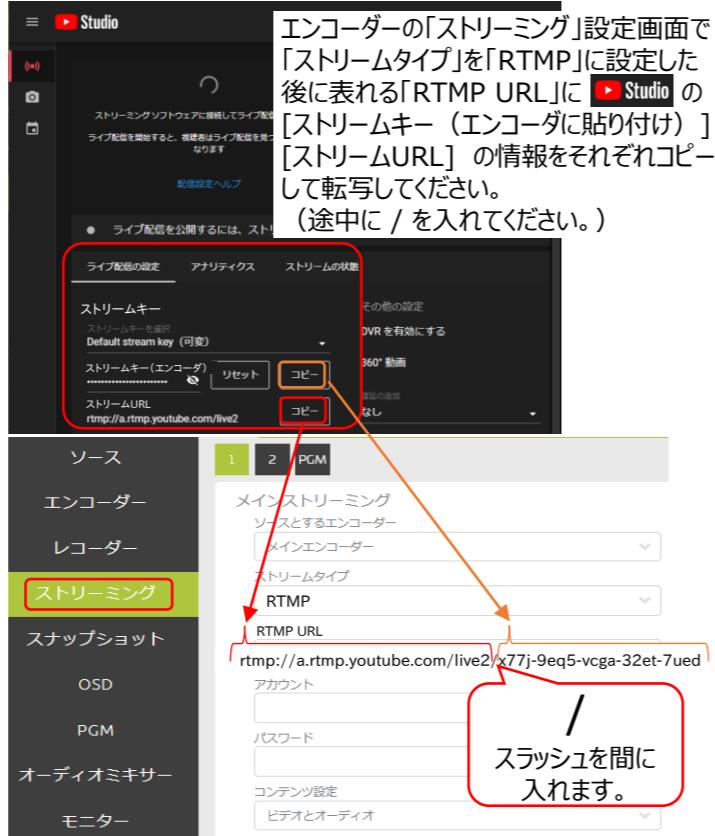 Studio
エンコーダーの「ストリーミング」設定画面で
「ストリームタイプ」を「RTMP」に設定した
後に表れる「RTMP URL」に Studio の
[ストリームキー（エンコーダに貼り付け）]
[ストリームURL] の情報をそれぞれコピー
して転写してください。
（途中に / を入れてください。）
ストリーミングソフトウェアに接続してライブ配信
ライブ配信を開始すると、視聴者はライブ配信を見つ
なります
配信設定ヘルプ
ライブ配信を公開するには、スト
ライブ配信の設定 アナリティクス ストリームの状態
ストリームキー
その他の設定
ストリームキーを選択
Default stream key（可変）
DVR を有効にする
ストリームキー（エンコーダ）
リセット コピー
360° 動画
ストリームURL
rtmp://a.rtmp.youtube.com/live2
コピー
遅延の追加
なし
ソース
エンコーダー
レコーダー
ストリーミング
スナップショット
OSD
PGM
オーディオミキサー
モニター
1 2 PGM
メインストリーミング
ソースとするエンコーダー
メインエンコーダー
ストリームタイプ
RTMP
RTMP URL
rtmp://a.rtmp.youtube.com/live2/x77j-9eq5-vcga-32et-7ued
アカウント
パスワード
コンテンツ設定
ビデオとオーディオ
/
スラッシュを間に
入れます。